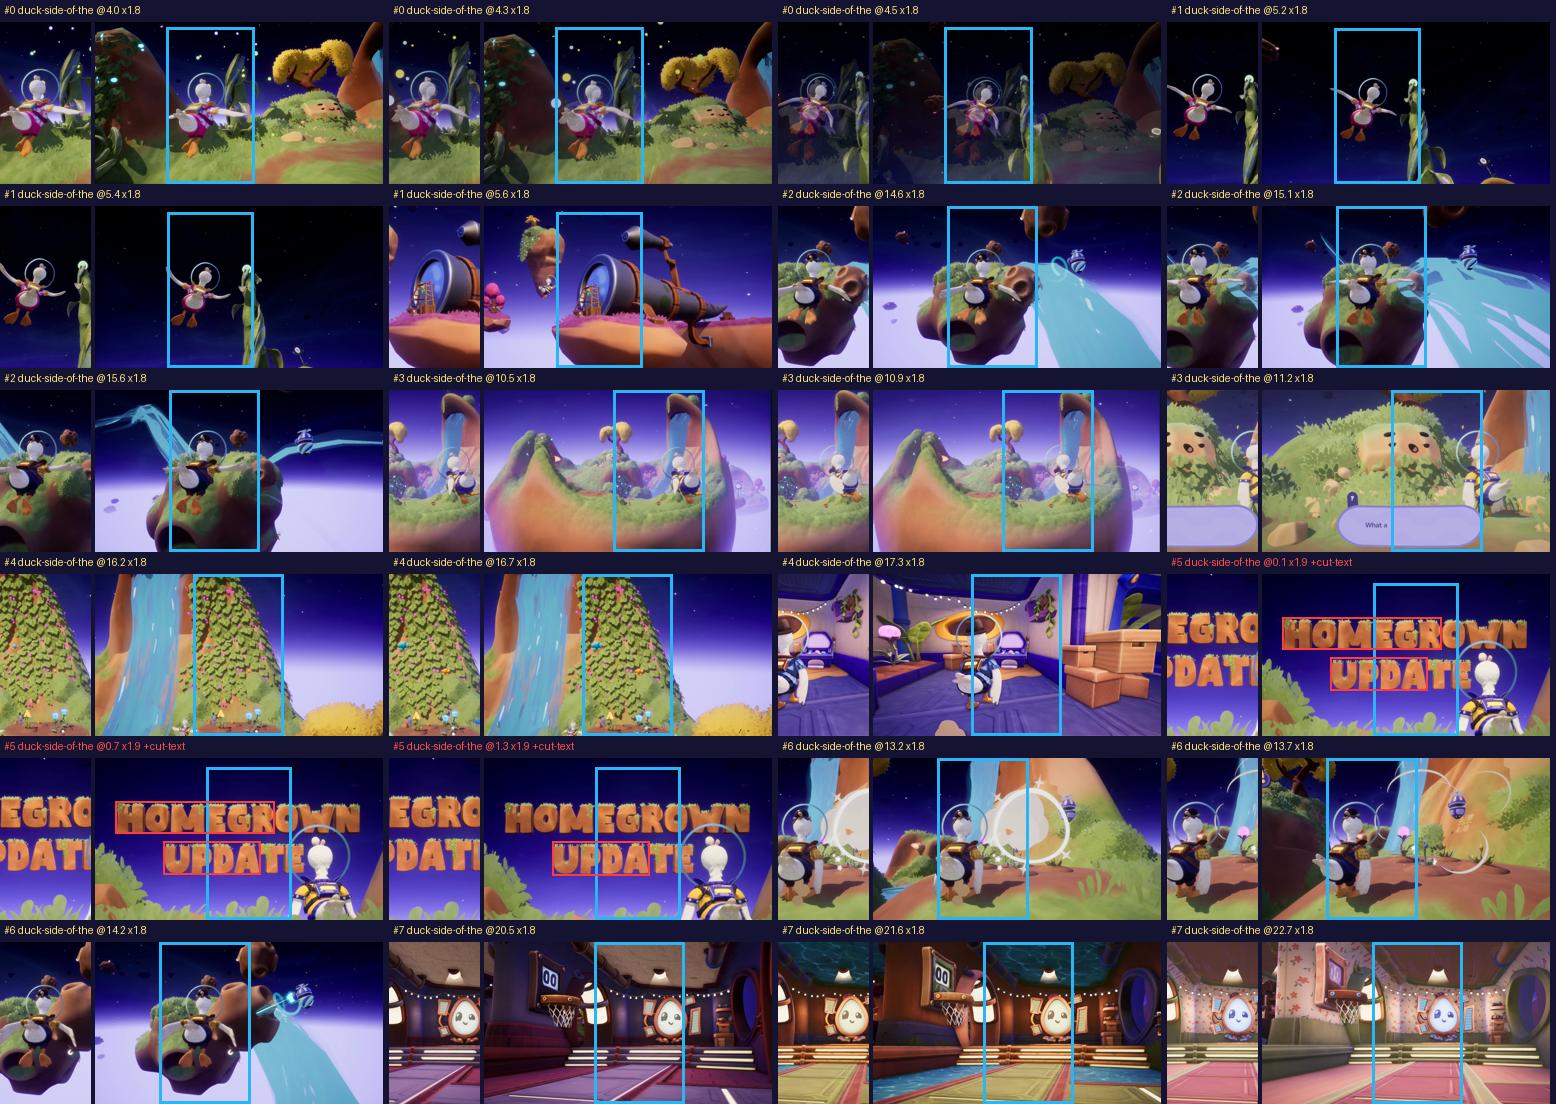 #0 duck-side-of-the @4.0 x1.8
#0 duck-side-of-the @4.3 x1.8
#0 duck-side-of-the @4.5 x1.8
#1 duck-side-of-the @5.2 x1.8
#1 duck-side-of-the @5.4 x1.8
#1 duck-side-of-the @5.6 x1.8
#2 duck-side-of-the @14.6 x1.8
#2 duck-side-of-the @15.1 x1.8
#2 duck-side-of-the @15.6 x1.8
#3 duck-side-of-the @10.5 x1.8
#3 duck-side-of-the @10.9 x1.8
#3 duck-side-of-the @11.2 x1.8
?
What a
#4 duck-side-of-the @16.2 x1.8
#4 duck-side-of-the @16.7 x1.8
#4 duck-side-of-the @17.3 x1.8
#5 duck-side-of-the @0.1 x1.9 +cut-text
EGRO
PDATE
HOMEGROWN
UPDATE
#5 duck-side-of-the @0.7 x1.9 +cut-text
EGRO
PDATI
HOMEGROWN
UPDATE
#5 duck-side-of-the @1.3 x1.9 +cut-text
EGRO
PDATI
HOMEGROWN
UPDATE
#6 duck-side-of-the @13.2 x1.8
#6 duck-side-of-the @13.7 x1.8
#6 duck-side-of-the @14.2 x1.8
#7 duck-side-of-the @20.5 x1.8
00
#7 duck-side-of-the @21.6 x1.8
00
#7 duck-side-of-the @22.7 x1.8
00